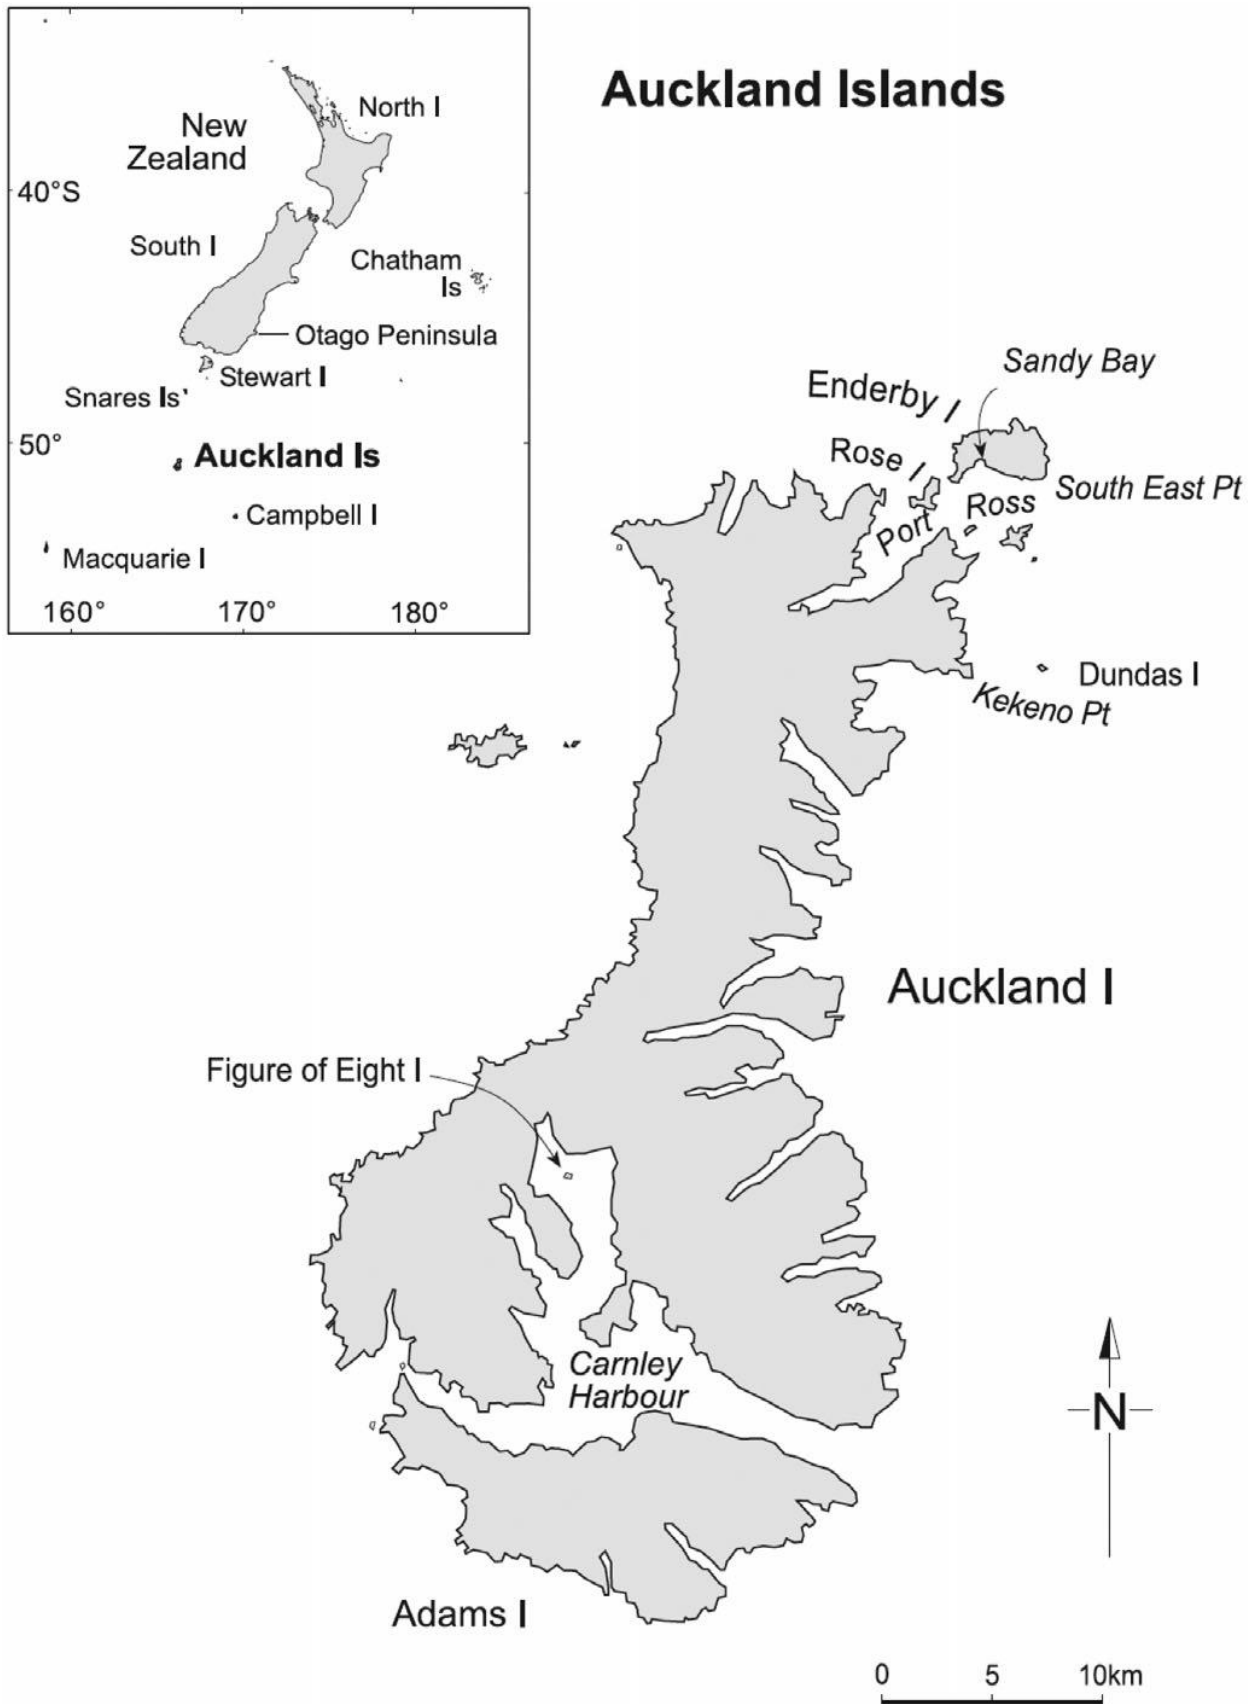 Auckland Islands
North I
New
Zealand
40°S
South I
Chatham
Is
Otago Peninsula
Stewart I
Snares Is
50°
Auckland Is
Campbell I
Macquarie I
160°
170°
180°
Sandy Bay
Enderby I
Rose I
South East Pt
Port Ross
Dundas I
Kekeno Pt
Auckland I
Figure of Eight I
Carnley
Harbour
N
Adams I
0 5 10km